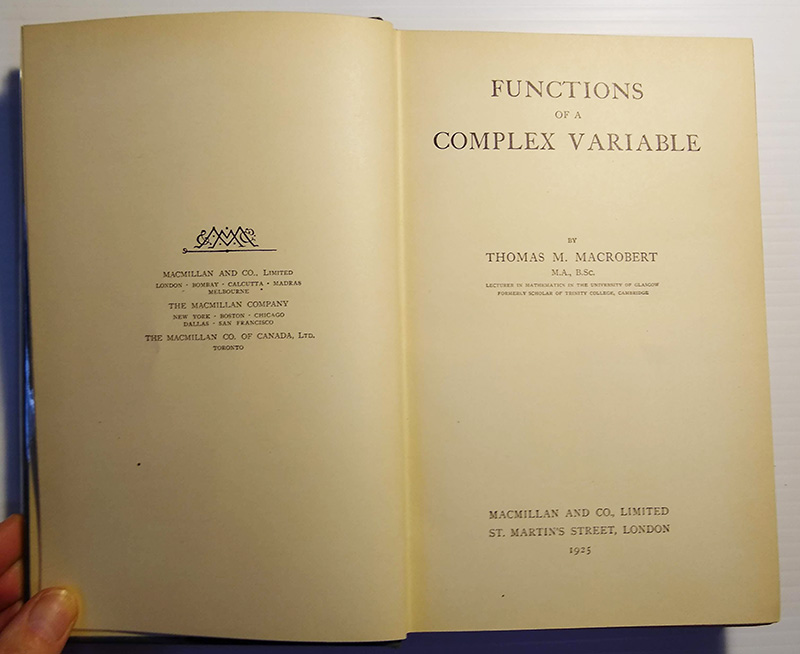 MACMILLAN AND CO., LIMITED
LONDON · BOMBAY · CALCUTTA · MADRAS
MELBOURNE
THE MACMILLAN COMPANY
NEW YORK · BOSTON · CHICAGO
DALLAS · SAN FRANCISCO
THE MACMILLAN CO. OF CANADA, LTD.
TORONTO
FUNCTIONS
OF A
COMPLEX VARIABLE
BY
THOMAS M. MACROBERT
M.A., B.Sc.
LECTURER IN MATHEMATICS IN THE UNIVERSITY OF GLASGOW
FORMERLY SCHOLAR OF TRINITY COLLEGE, CAMBRIDGE
MACMILLAN AND CO., LIMITED
ST. MARTIN'S STREET, LONDON
1925